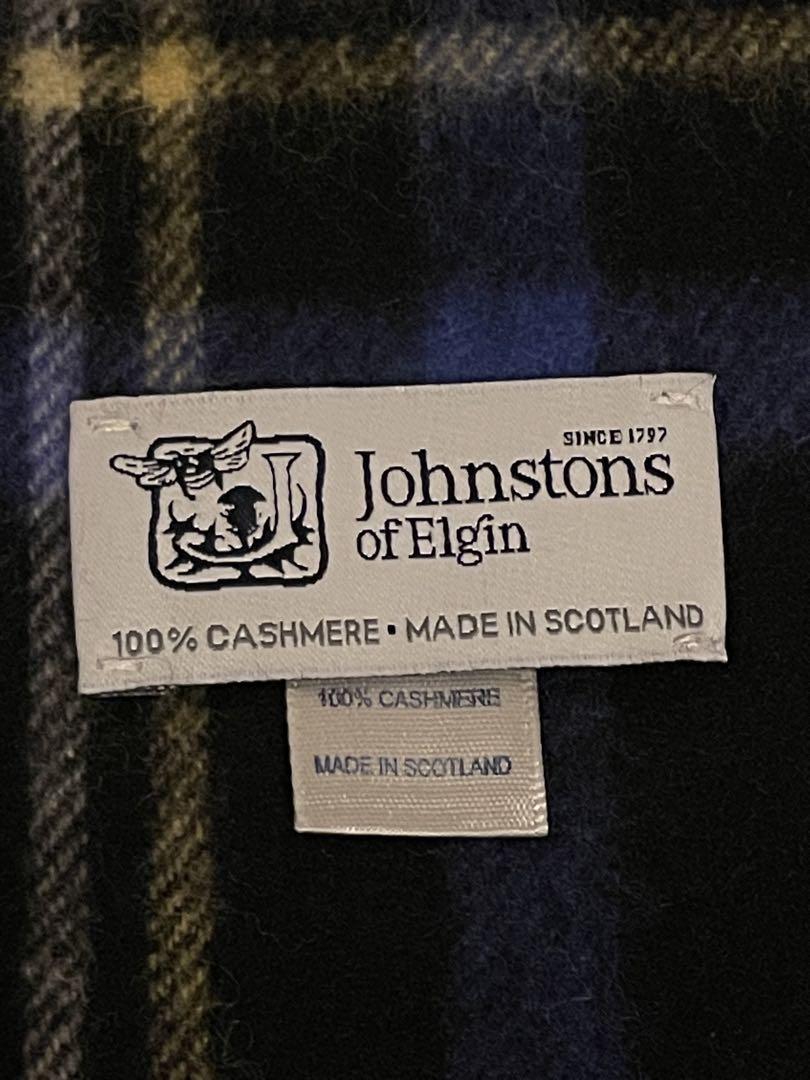 SINCE 1797
Johnstons
of Elgin
100% CASHMERE • MADE IN SCOTLAND
100% CASHMERE
MADE IN SCOTLAND